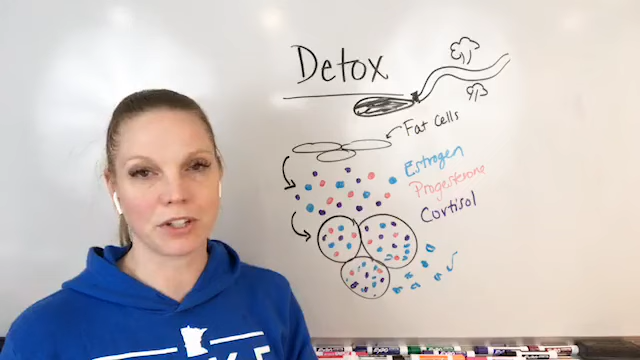 Detox
Fat Cells
Estrogen
Progesterone
Cortisol